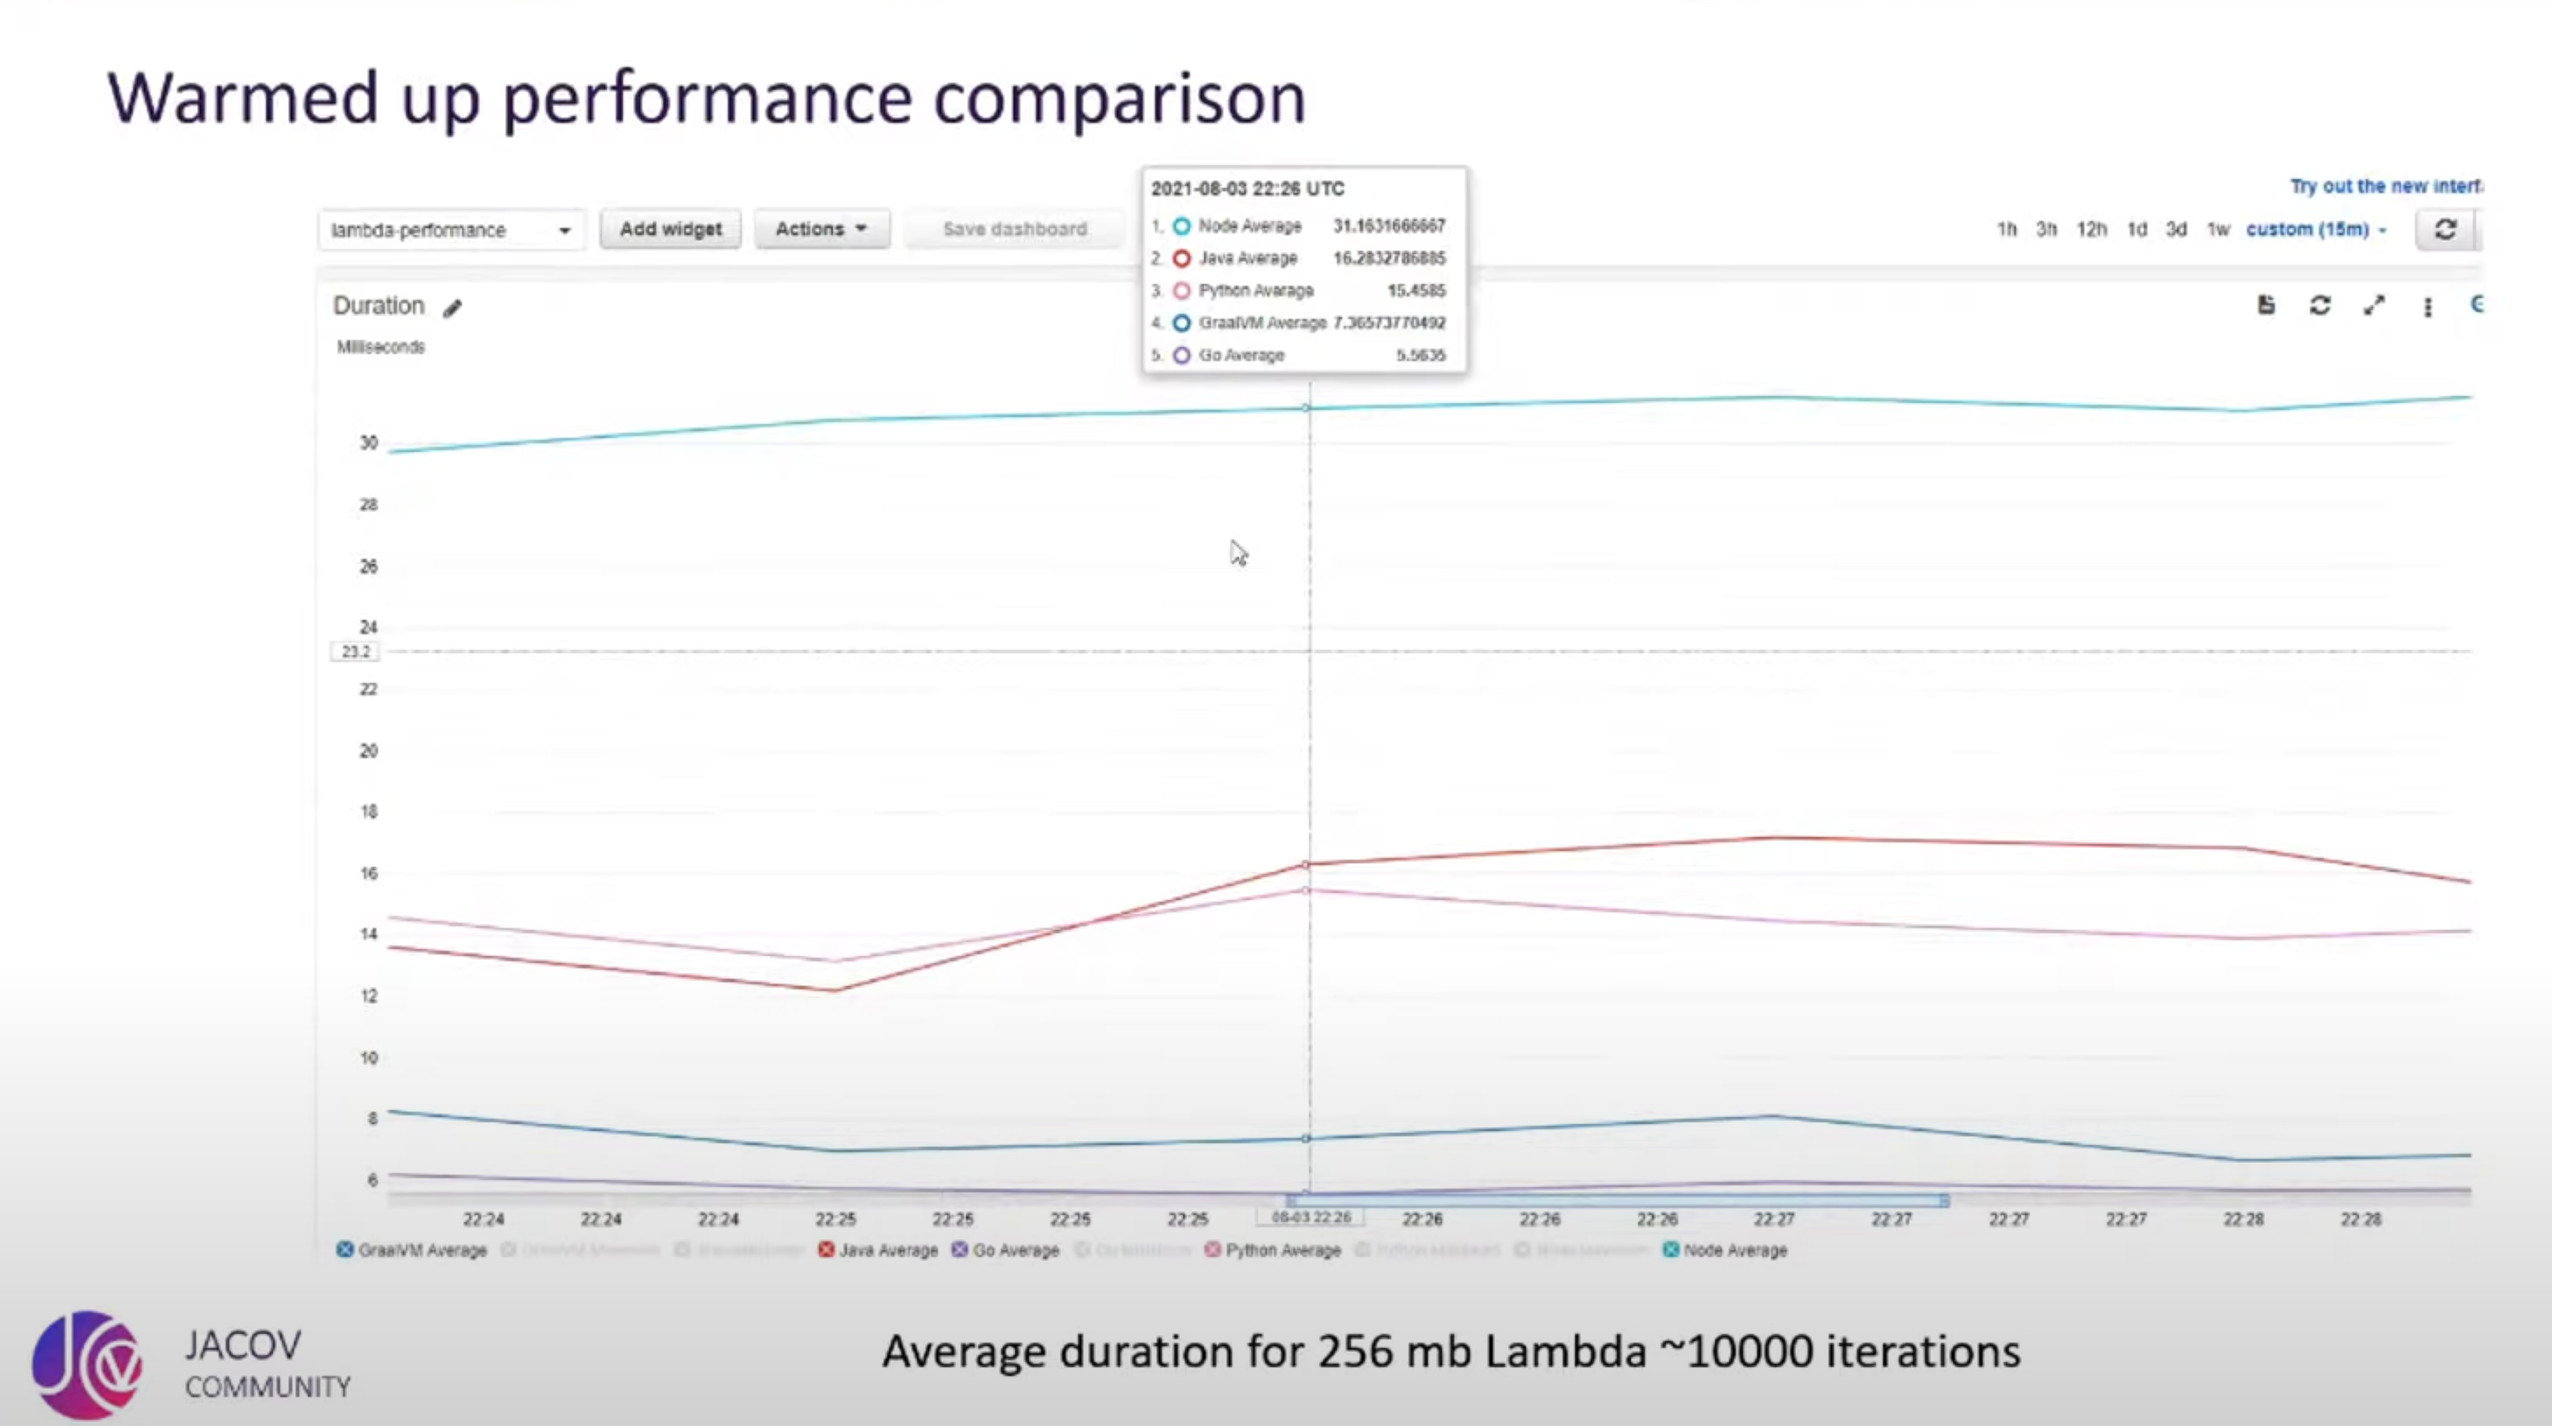 Warmed up performance comparison
2021-08-03 22:26 UTC
1. Node Average 31.1631666667
2. Java Average 16.2832786885
3. Python Average 15.4585
4. GraalVM Average 7.36573770492
5. Go Average 5.5635
Try out the new interf
lambda-performance Add widget Actions Save dashboard 1h 3h 12h 1d 3d 1w custom (15m)
Duration
Milliseconds
30
28
26
24
23.2
22
20
18
16
14
12
10
8
6
22:24 22:24 22:24 22:25 22:25 22:25 22:25 08-03 22:26 22:26 22:26 22:26 22:27 22:27 22:27 22:27 22:28 22:28
GraalVM Average Java Average Go Average Python Average Node Average
Average duration for 256 mb Lambda ~10000 iterations
JACOV
COMMUNITY